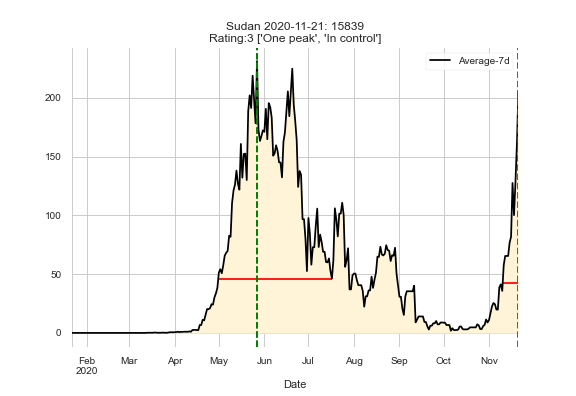 Sudan 2020-11-21: 15839
Rating:3 ['One peak', 'In control']
Average-7d
200
150
100
50
0
Feb Mar Apr May Jun Jul Aug Sep Oct Nov
2020
Date